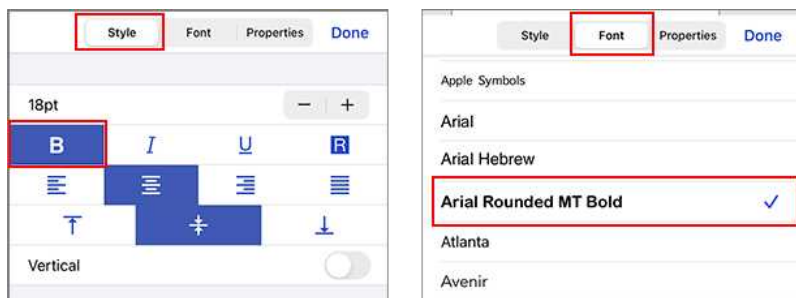 Style Font Properties Done
18pt − +
B I U R
Vertical
Style Font Properties Done
Apple Symbols
Arial
Arial Hebrew
Arial Rounded MT Bold
Atlanta
Avenir